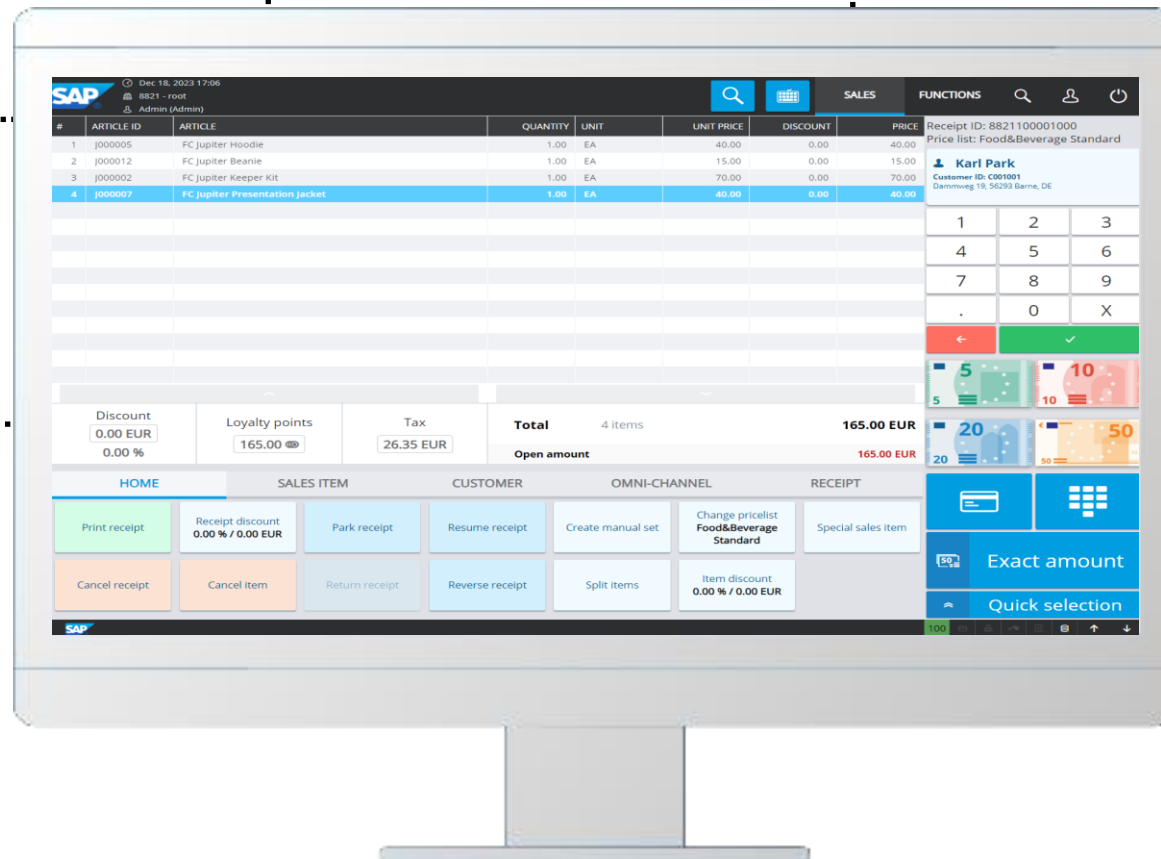 SAP
Dec 18, 2023 17:06
8821 - root
Admin (Admin)
SALES
FUNCTIONS
# ARTICLE ID ARTICLE QUANTITY UNIT UNIT PRICE DISCOUNT PRICE
1 J000005 FC Jupiter Hoodie 1.00 EA 40.00 0.00 40.00
2 J000012 FC Jupiter Beanie 1.00 EA 15.00 0.00 15.00
3 J000002 FC Jupiter Keeper Kit 1.00 EA 70.00 0.00 70.00
4 J000007 FC Jupiter Presentation Jacket 1.00 EA 40.00 0.00 40.00
Receipt ID: 8821100001000
Price list: Food&Beverage Standard
Karl Park
Customer ID: C001001
Dammweg 19, 56293 Barne, DE
1 2 3
4 5 6
7 8 9
. 0 X
5 10
5 10
20 50
20 50
Discount
0.00 EUR
0.00 %
Loyalty points
165.00
Tax
26.35 EUR
Total 4 items 165.00 EUR
Open amount 165.00 EUR
HOME SALES ITEM CUSTOMER OMNI-CHANNEL RECEIPT
Print receipt
Receipt discount
0.00 % / 0.00 EUR
Park receipt
Resume receipt
Create manual set
Change pricelist
Food&Beverage
Standard
Special sales item
Cancel receipt
Cancel item
Return receipt
Reverse receipt
Split items
Item discount
0.00 % / 0.00 EUR
50
Exact amount
Quick selection
SAP
100